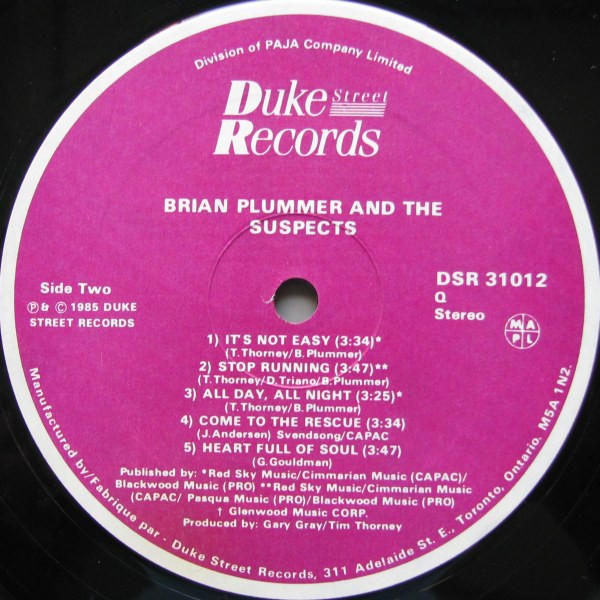 Division of PAJA Company Limited
Duke Street
Records
BRIAN PLUMMER AND THE
SUSPECTS
Side Two
Ⓟ & © 1985 DUKE
STREET RECORDS
DSR 31012
Q
Stereo
M A P L
1) IT'S NOT EASY (3:34)*
(T. Thorney/B. Plummer)
2) STOP RUNNING (3:47)**
(T. Thorney/D. Triano/B. Plummer)
3) ALL DAY, ALL NIGHT (3:25)*
(T. Thorney/B. Plummer)
4) COME TO THE RESCUE (3:34)
(J. Andersen) Svendsong/CAPAC
5) HEART FULL OF SOUL (3:47)
(G. Gouldman)
Published by: *Red Sky Music/Cimmarian Music (CAPAC)/
Blackwood Music (PRO) **Red Sky Music/Cimmarian Music
(CAPAC/ Pasqua Music (PRO)/Blackwood Music (PRO)
† Glenwood Music CORP.
Produced by: Gary Gray/Tim Thorney
Manufactured by/Fabrique par - Duke Street Records, 311 Adelaide St. E., Toronto, Ontario, M5A 1N2.